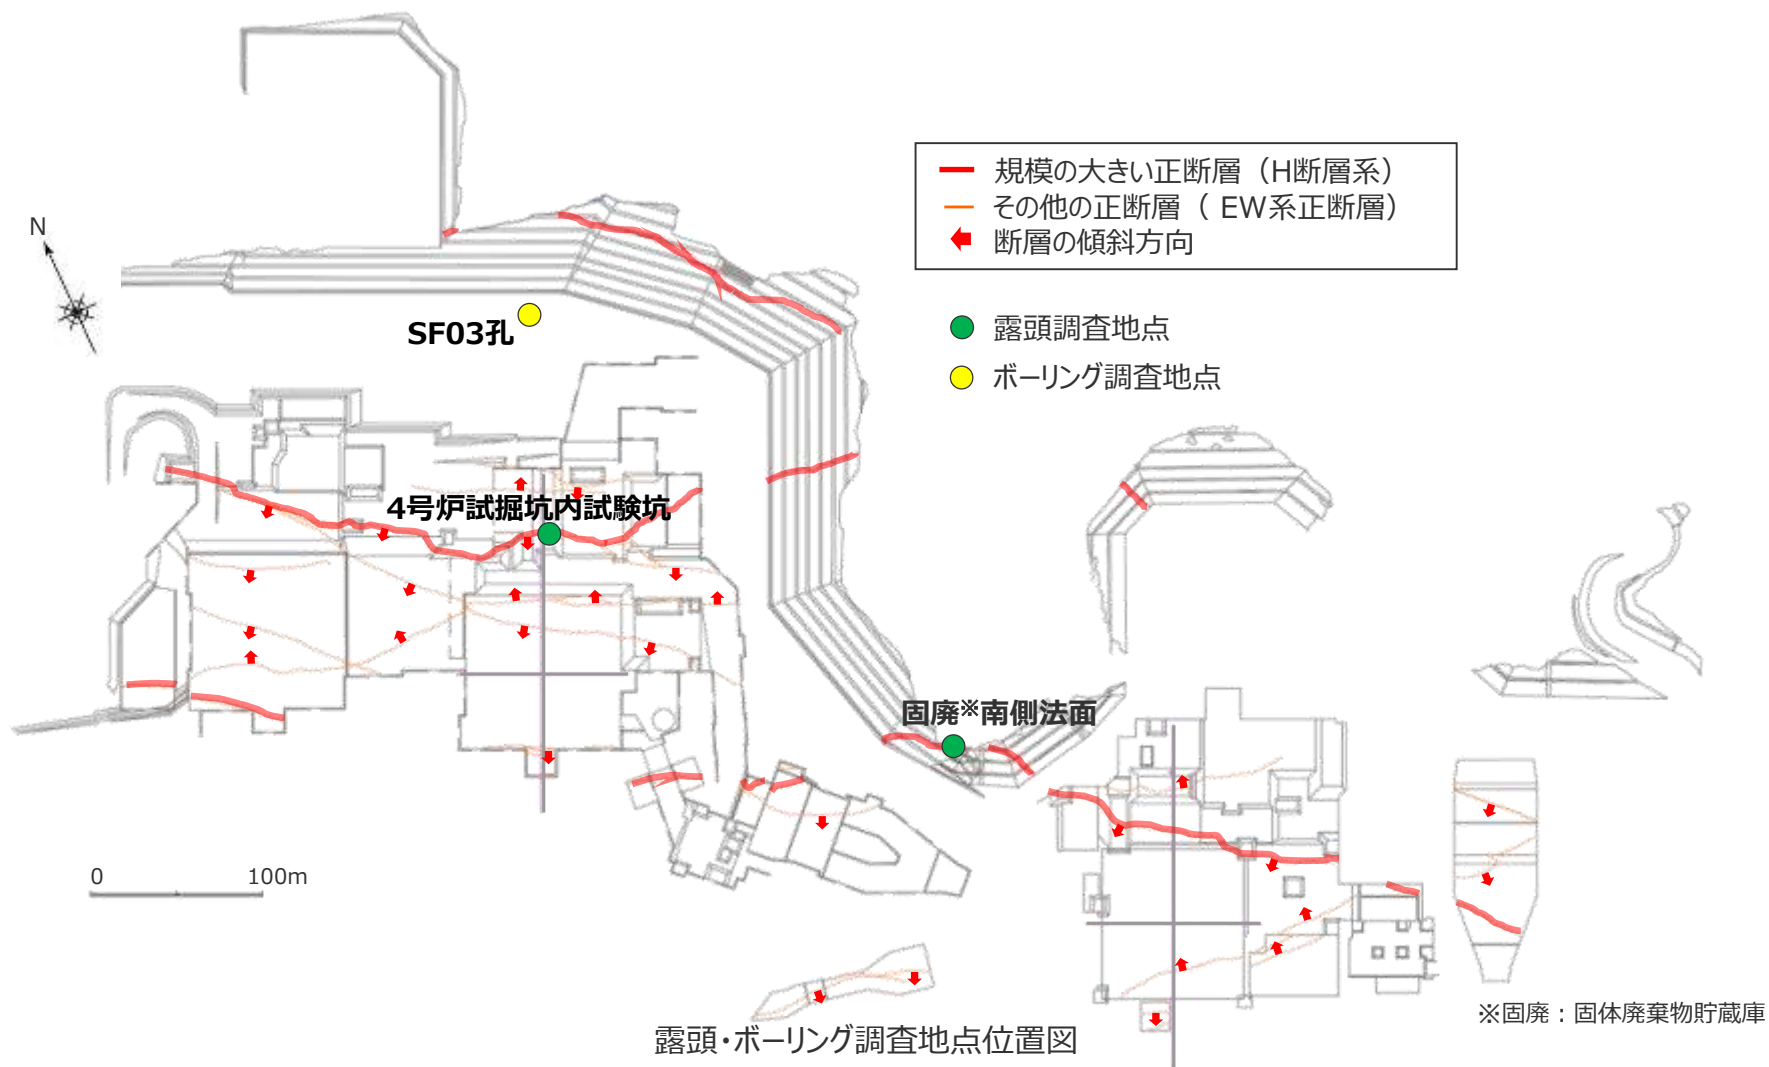 規模の大きい正断層（H断層系）
その他の正断層（ EW系正断層）
断層の傾斜方向
N
SF03孔
露頭調査地点
ボーリング調査地点
4号炉試掘坑内試験坑
固廃※南側法面
0 100m
※固廃：固体廃棄物貯蔵庫
露頭・ボーリング調査地点位置図